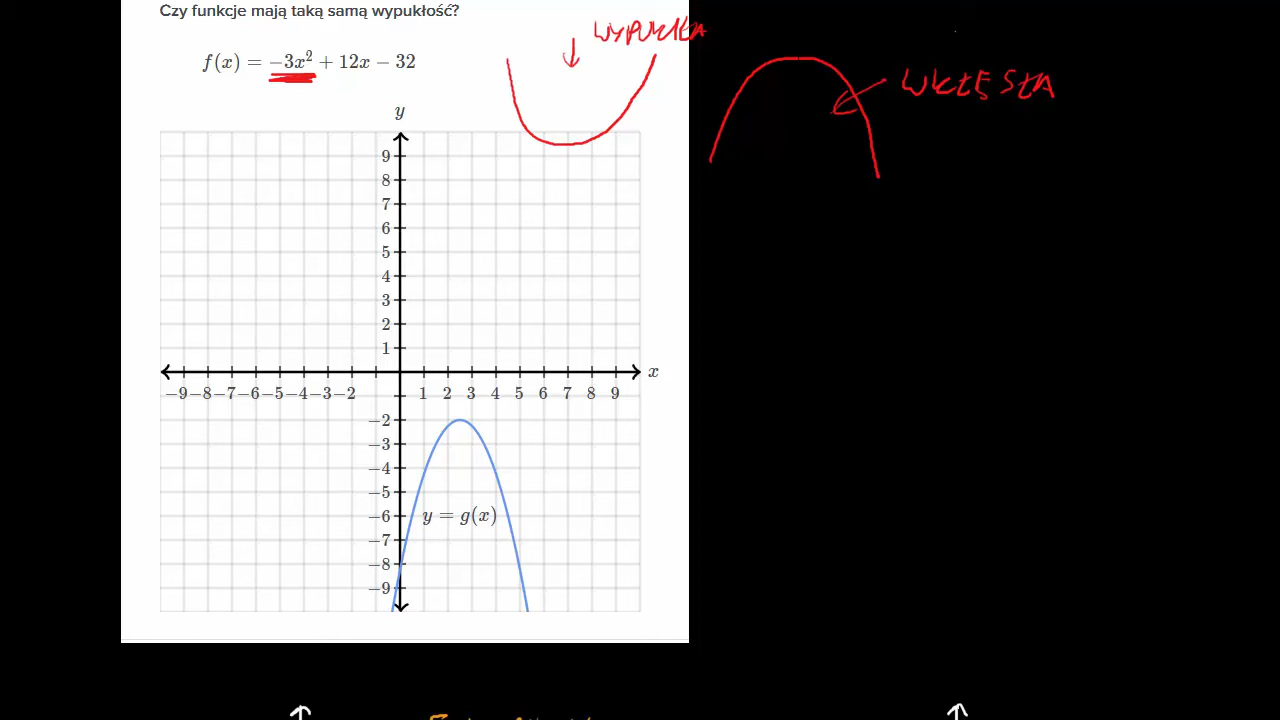 Czy funkcje mają taką samą wypukłość?
f(x) = −3x² + 12x − 32
WYPUKŁA
WKLĘSŁA
y
9
8
7
6
5
4
3
2
1
x
−9 −8 −7 −6 −5 −4 −3 −2 1 2 3 4 5 6 7 8 9
−2
−3
−4
−5
−6
y = g(x)
−7
−8
−9